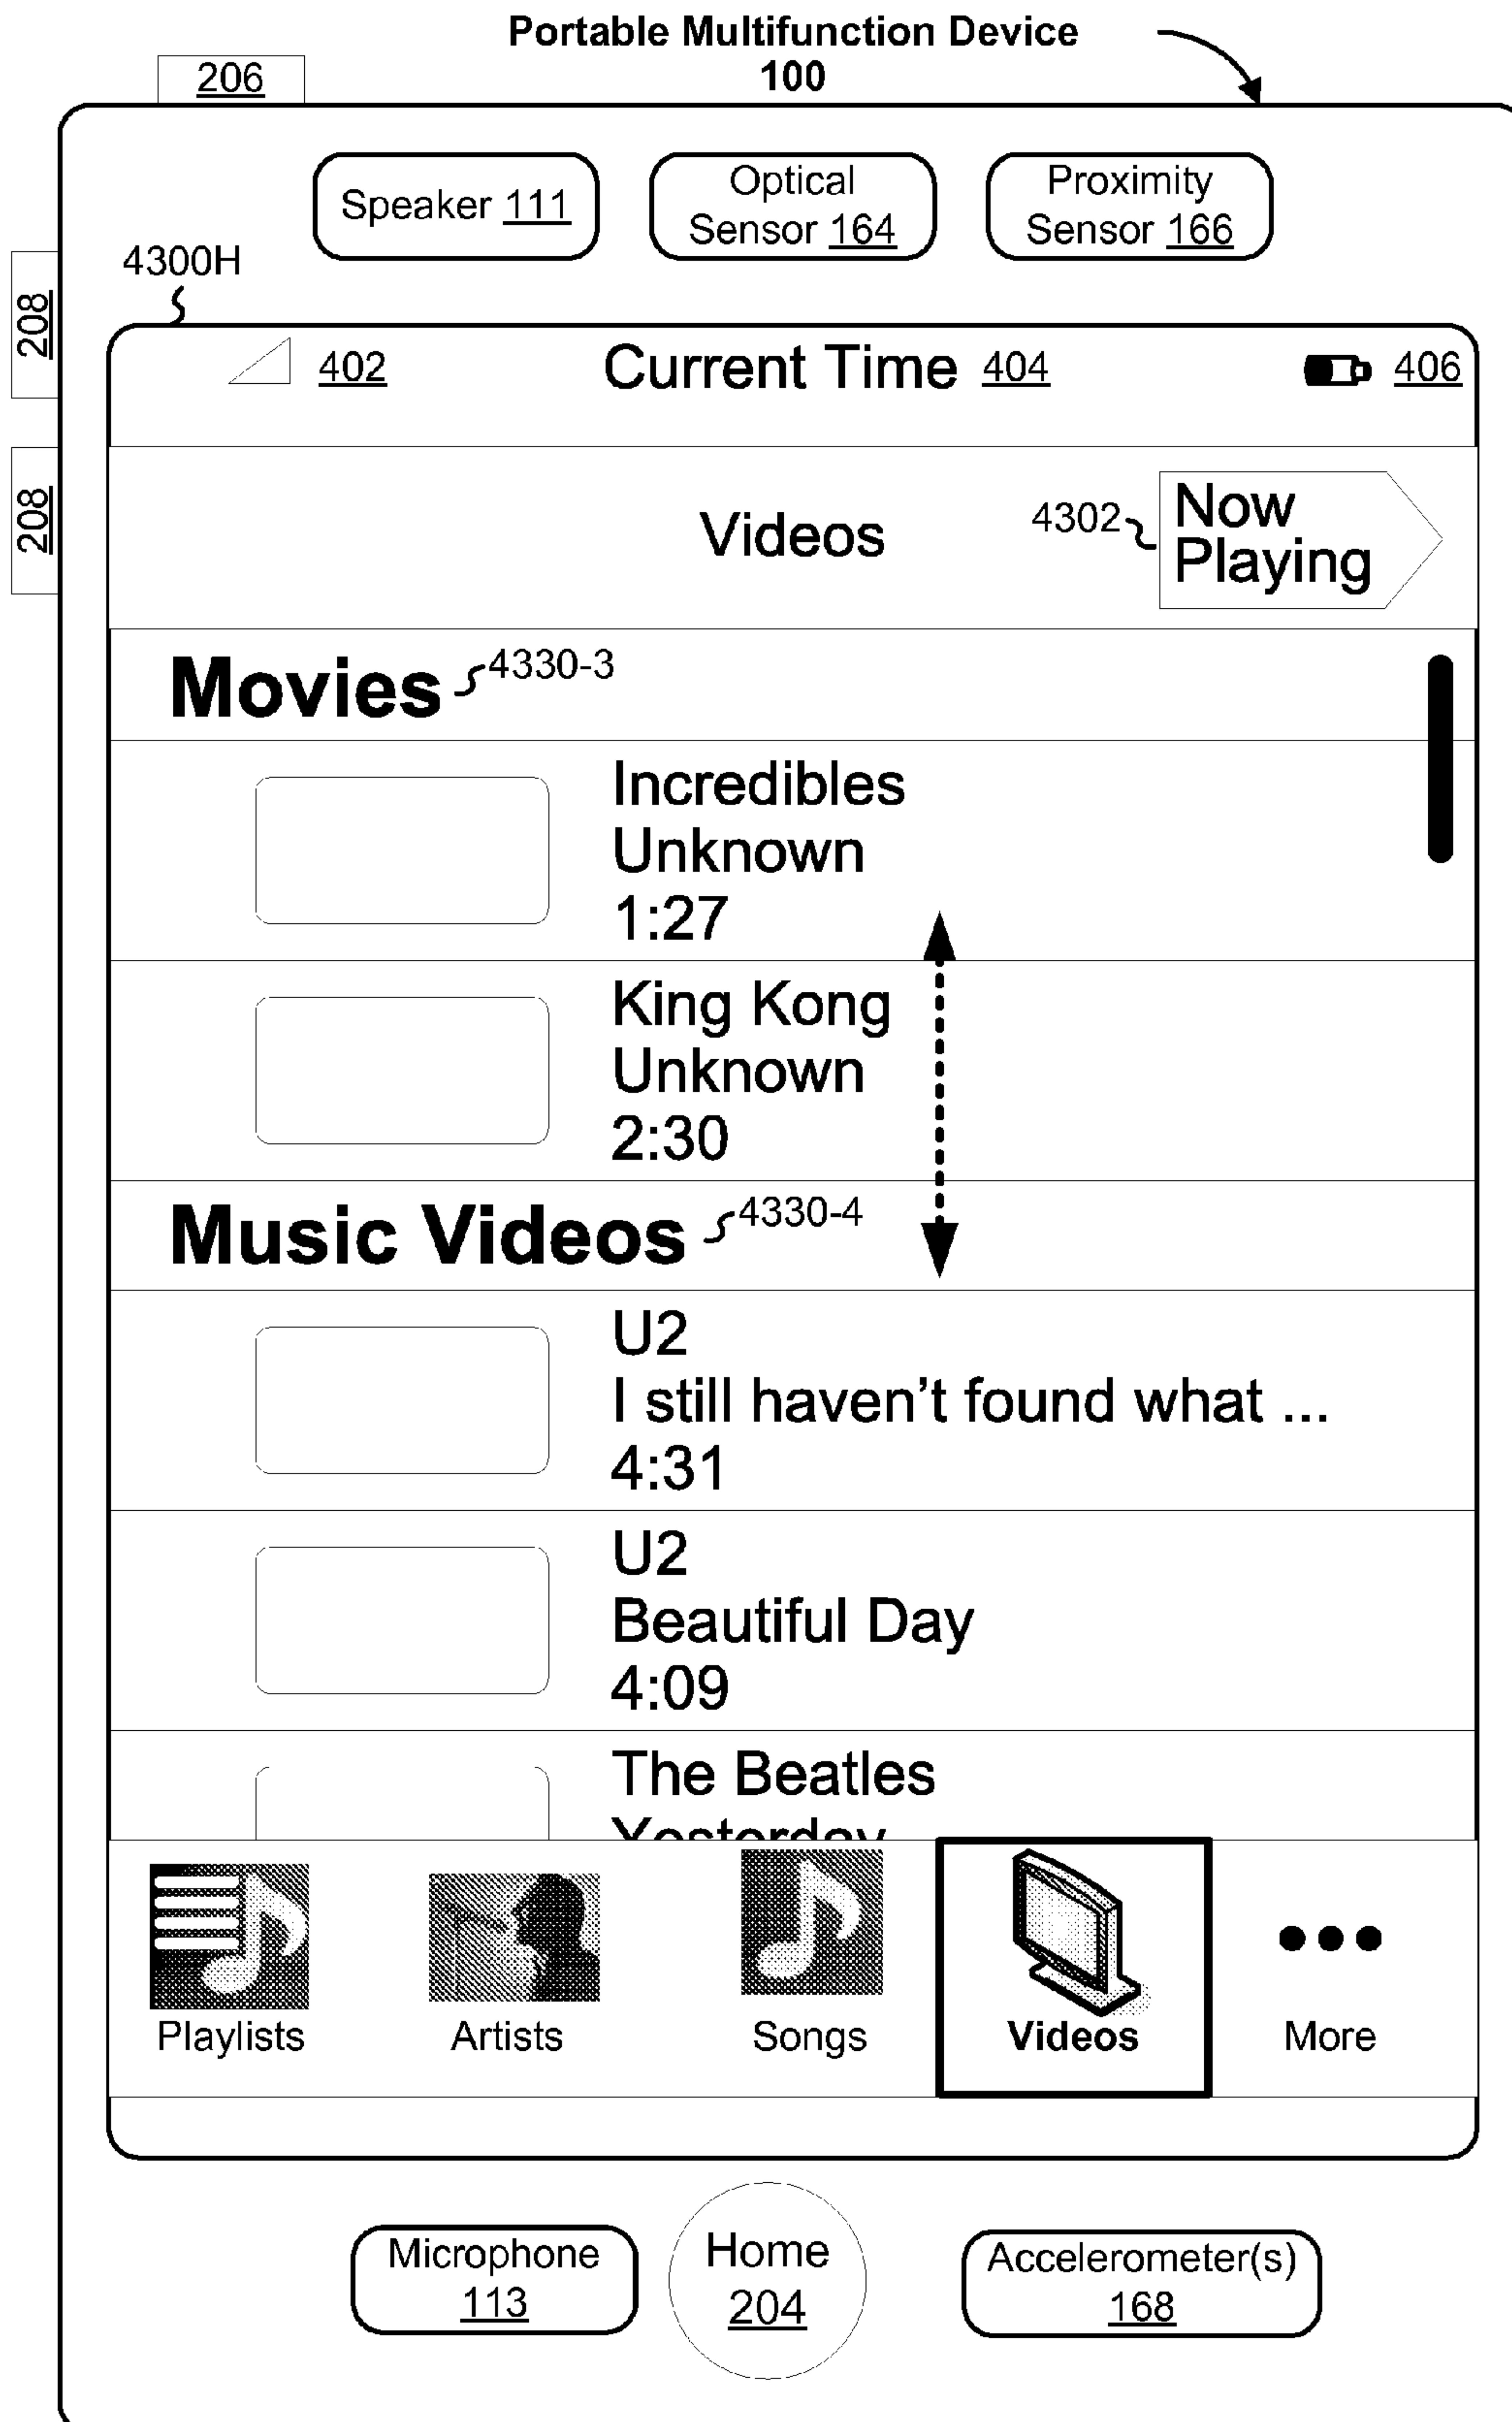 Portable Multifunction Device
100
206
Speaker 111
Optical
Sensor 164
Proximity
Sensor 166
4300H
208
208
402
Current Time 404
406
Videos
4302
Now
Playing
Movies
4330-3
Incredibles
Unknown
1:27
King Kong
Unknown
2:30
Music Videos
4330-4
U2
I still haven't found what ...
4:31
U2
Beautiful Day
4:09
The Beatles
Yesterday
Playlists
Artists
Songs
Videos
More
Microphone
113
Home
204
Accelerometer(s)
168